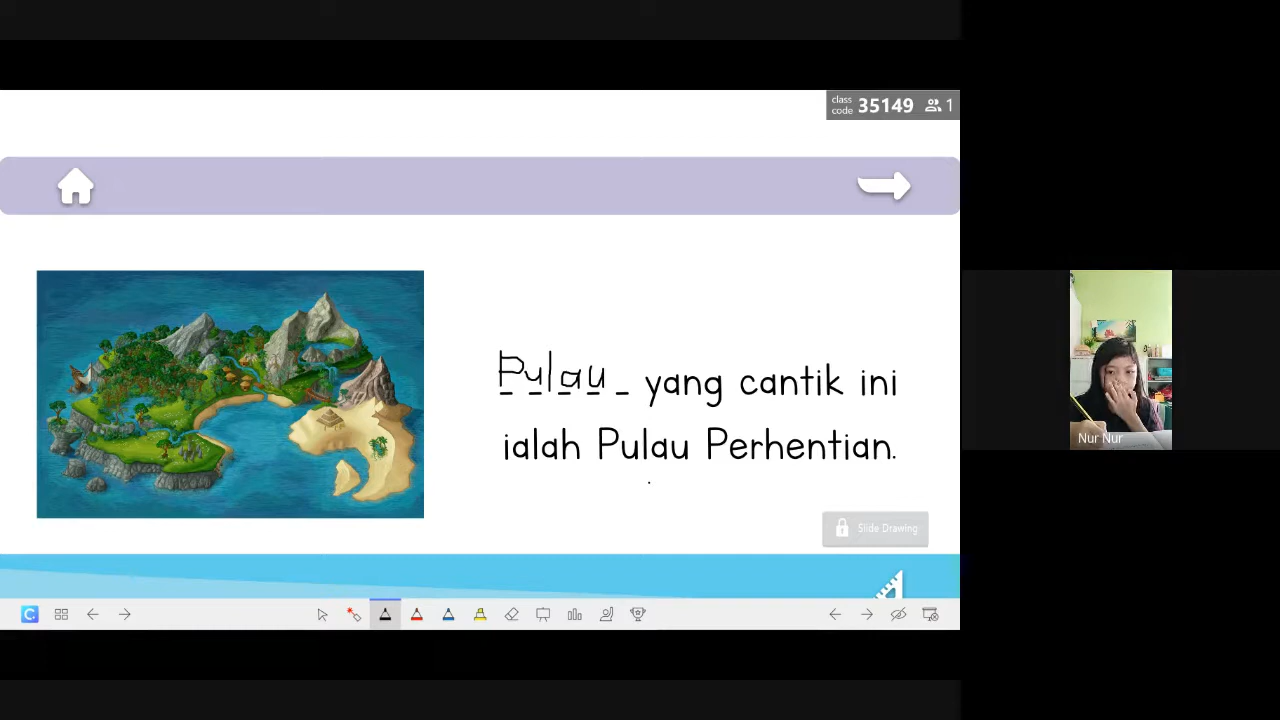 class
code 35149 1
Pulau _ yang cantik ini
ialah Pulau Perhentian.
Slide Drawing
Nur Nur